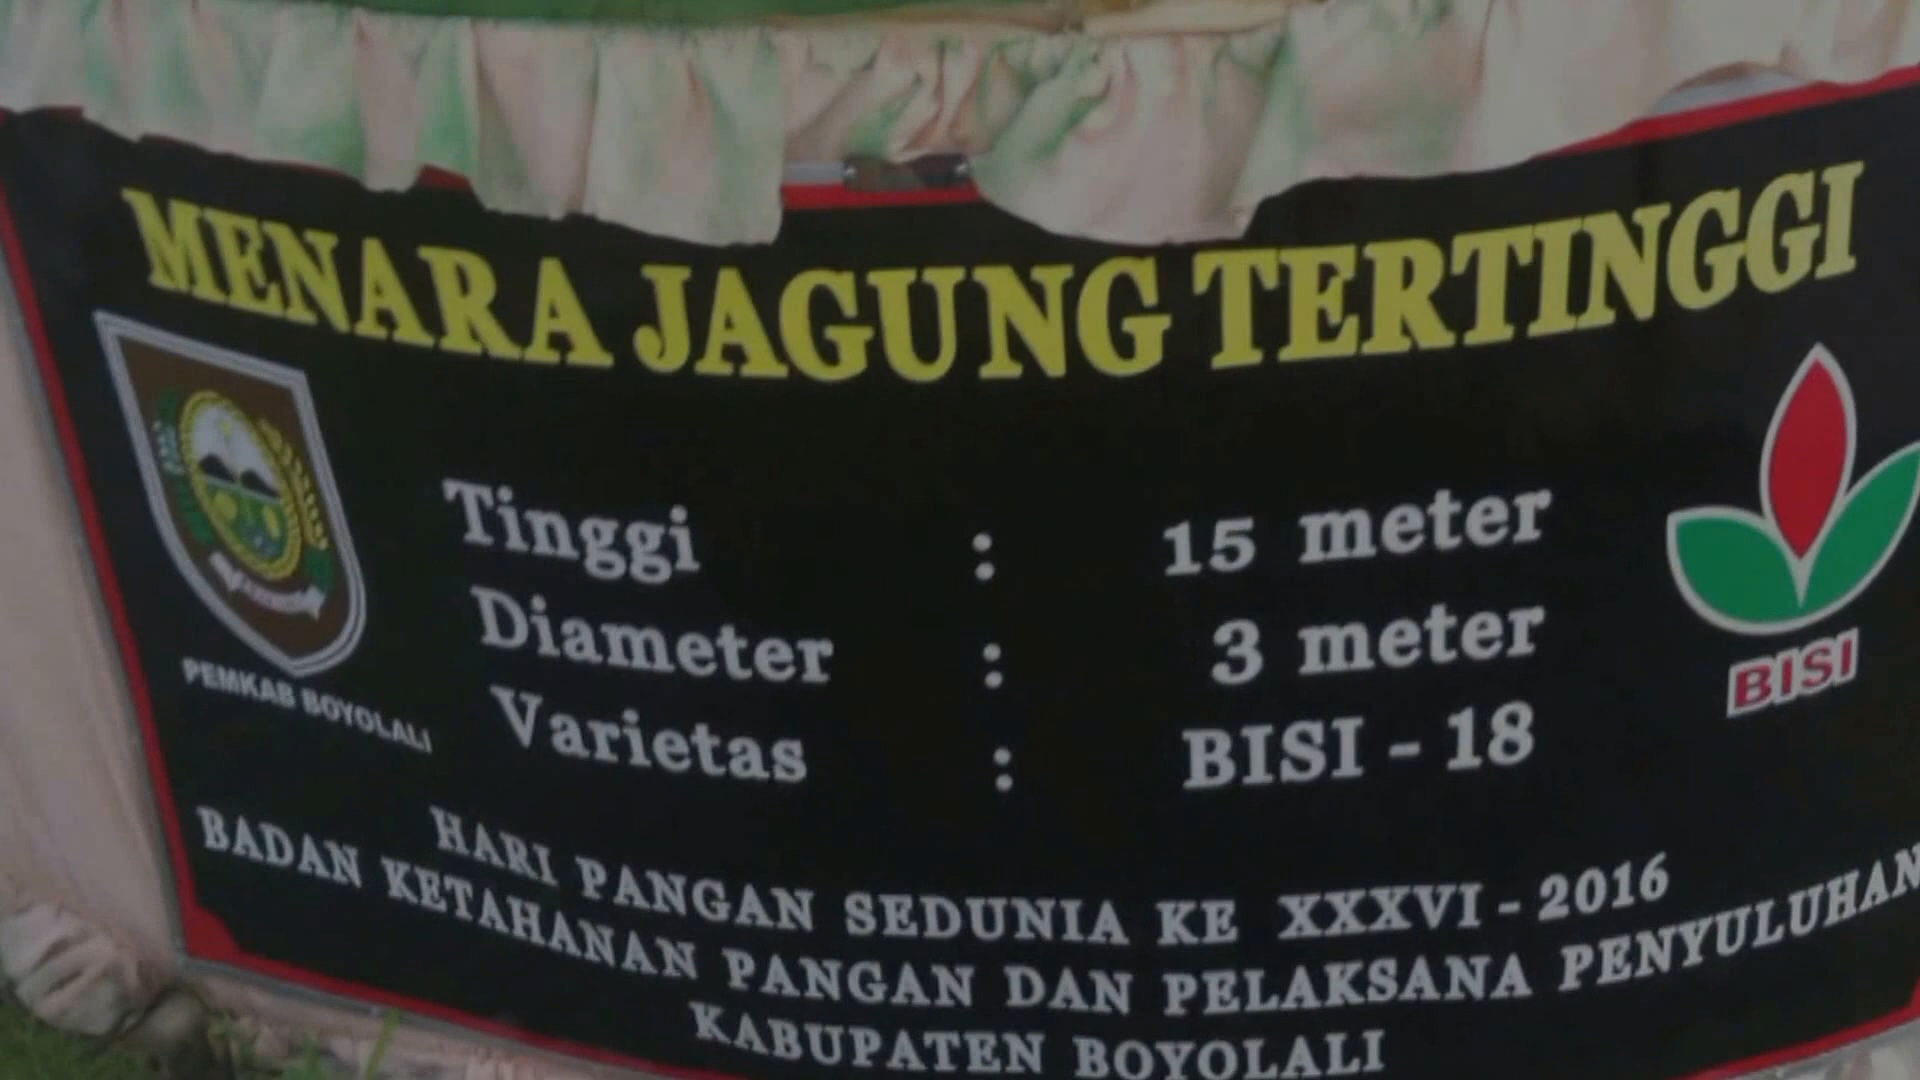 MENARA JAGUNG TERTINGGI
Tinggi : 15 meter
Diameter : 3 meter
Varietas : BISI - 18
PEMKAB BOYOLALI
BISI
HARI PANGAN SEDUNIA KE XXXVI - 2016
BADAN KETAHANAN PANGAN DAN PELAKSANA PENYULUHAN
KABUPATEN BOYOLALI